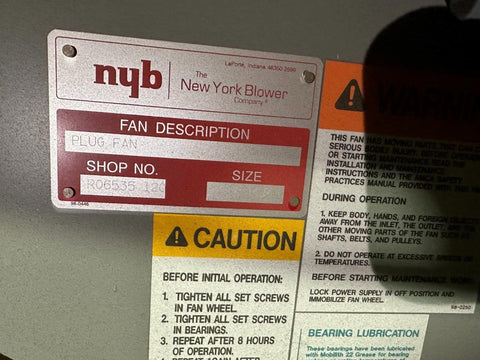 nyb
The
New York Blower
Company®
LaPorte, Indiana 46350-2699
FAN DESCRIPTION
PLUG FAN
SHOP NO.
SIZE
R06535
98-0446
WARNING
THIS FAN HAS MOVING PARTS THAT CAN
SERIOUS BODILY INJURY. BEFORE OPERAT
OR STARTING MAINTENANCE READ THE
INSTALLATION AND MAINTENANCE
INSTRUCTIONS AND THE AMCA SAFETY
PRACTICES MANUAL PROVIDED WITH THIS
DURING OPERATION
1. KEEP BODY, HANDS, AND FOREIGN OBJECTS
AWAY FROM THE INLET, THE OUTLET, AND
OTHER MOVING PARTS OF THE FAN SUCH AS
SHAFTS, BELTS, AND PULLEYS.
2. DO NOT OPERATE AT EXCESSIVE SPEEDS OR
TEMPERATURES.
BEFORE STARTING MAINTENANCE
LOCK POWER SUPPLY IN OFF POSITION AND
IMMOBILIZE FAN WHEEL.
98-0250
CAUTION
BEFORE INITIAL OPERATION:
1. TIGHTEN ALL SET SCREWS
IN FAN WHEEL.
2. TIGHTEN ALL SET SCREWS
IN BEARINGS.
3. REPEAT AFTER 8 HOURS
OF OPERATION.
BEARING LUBRICATION
These bearings have been lubricated
with Mobilith 22 Grease for bearing